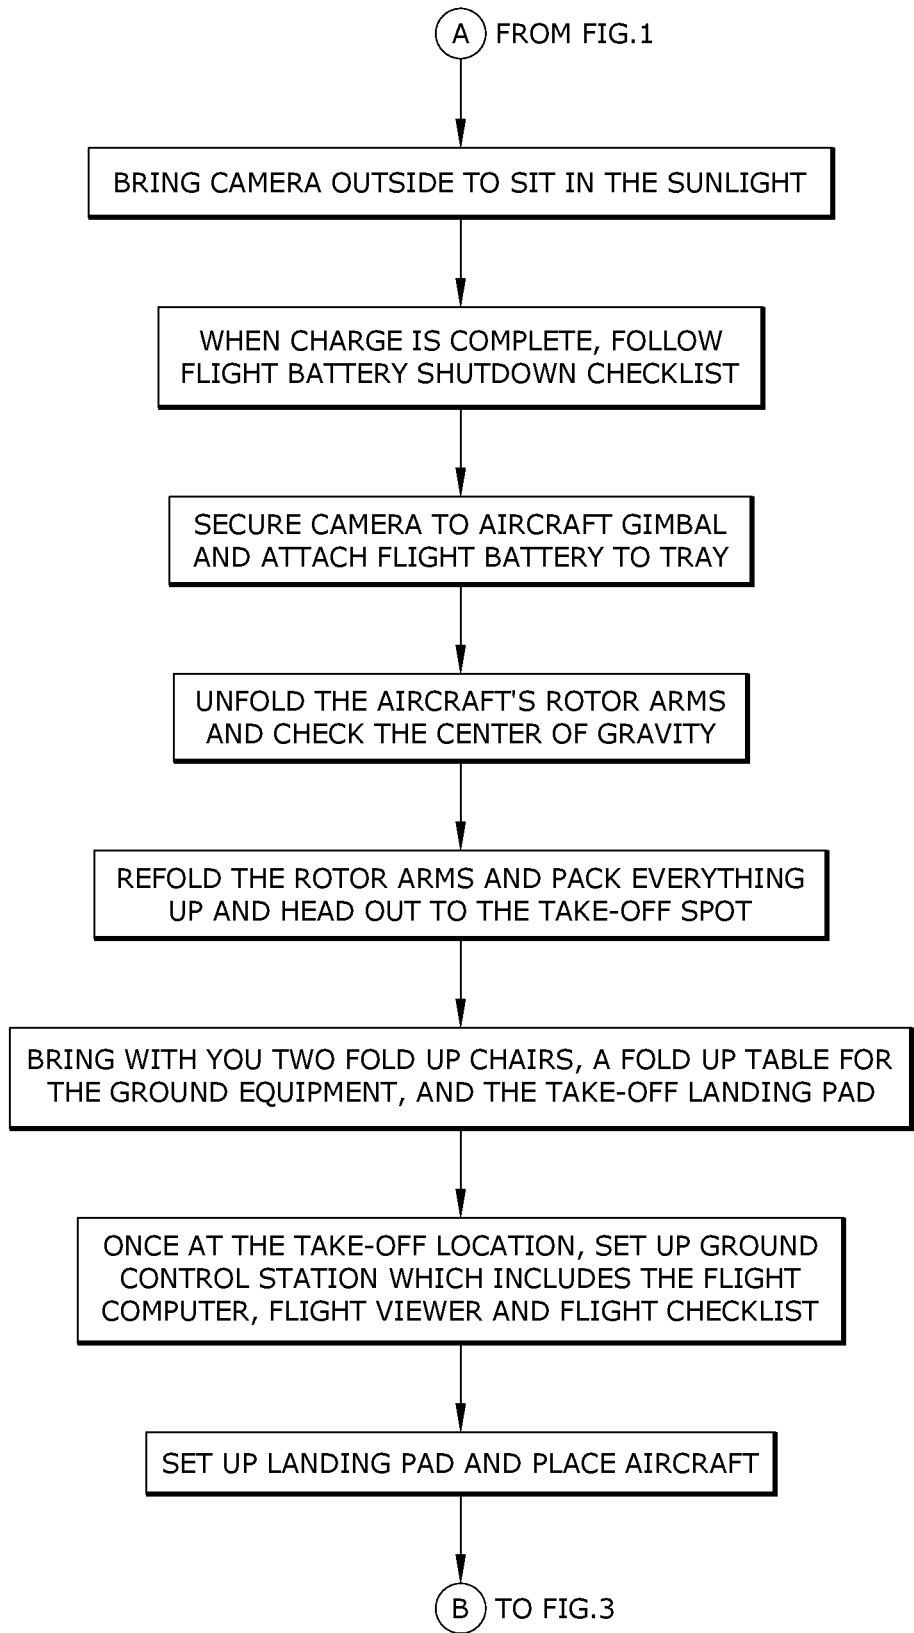 A FROM FIG.1
BRING CAMERA OUTSIDE TO SIT IN THE SUNLIGHT
WHEN CHARGE IS COMPLETE, FOLLOW
FLIGHT BATTERY SHUTDOWN CHECKLIST
SECURE CAMERA TO AIRCRAFT GIMBAL
AND ATTACH FLIGHT BATTERY TO TRAY
UNFOLD THE AIRCRAFT'S ROTOR ARMS
AND CHECK THE CENTER OF GRAVITY
REFOLD THE ROTOR ARMS AND PACK EVERYTHING
UP AND HEAD OUT TO THE TAKE-OFF SPOT
BRING WITH YOU TWO FOLD UP CHAIRS, A FOLD UP TABLE FOR
THE GROUND EQUIPMENT, AND THE TAKE-OFF LANDING PAD
ONCE AT THE TAKE-OFF LOCATION, SET UP GROUND
CONTROL STATION WHICH INCLUDES THE FLIGHT
COMPUTER, FLIGHT VIEWER AND FLIGHT CHECKLIST
SET UP LANDING PAD AND PLACE AIRCRAFT
B TO FIG.3